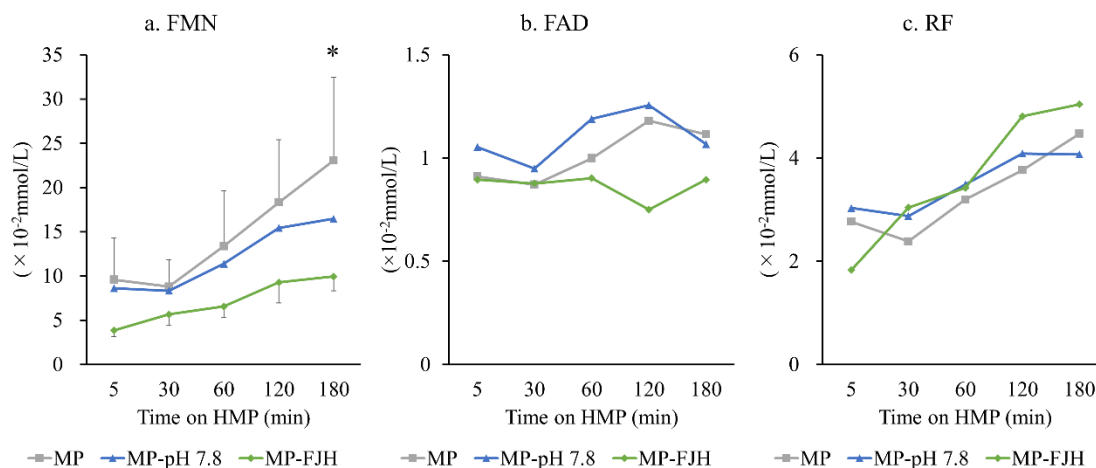 a. FMN
b. FAD
c. RF
(×10⁻²mmol/L)
35
30
25
20
15
10
5
0
*
5 30 60 120 180
Time on HMP (min)
MP MP-pH 7.8 MP-FJH
(×10⁻²mmol/L)
1.5
1
0.5
0
5 30 60 120 180
Time on HMP (min)
MP MP-pH 7.8 MP-FJH
(×10⁻²mmol/L)
6
4
2
0
5 30 60 120 180
Time on HMP (min)
MP MP-pH 7.8 MP-FJH